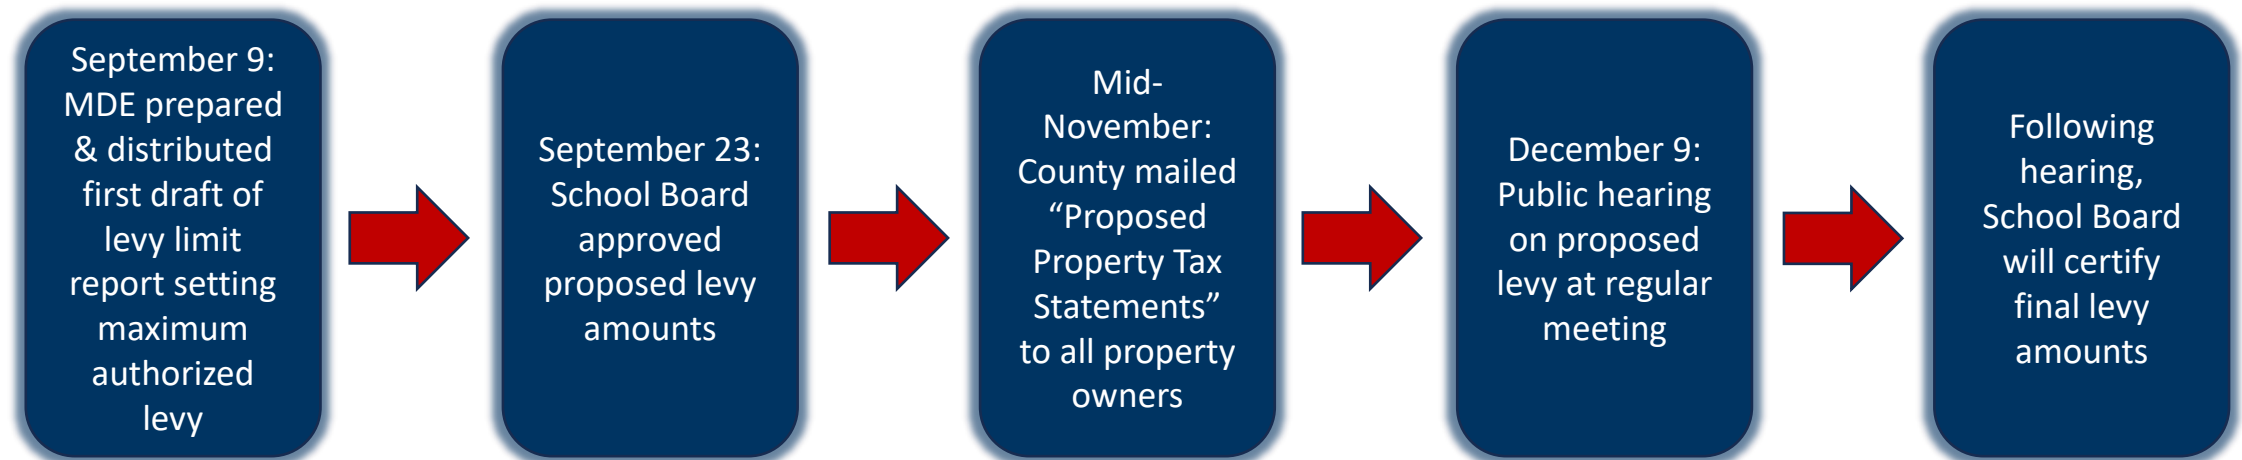 September 9:
MDE prepared
& distributed
first draft of
levy limit
report setting
maximum
authorized
levy
September 23:
School Board
approved
proposed levy
amounts
Mid-
November:
County mailed
“Proposed
Property Tax
Statements”
to all property
owners
December 9:
Public hearing
on proposed
levy at regular
meeting
Following
hearing,
School Board
will certify
final levy
amounts